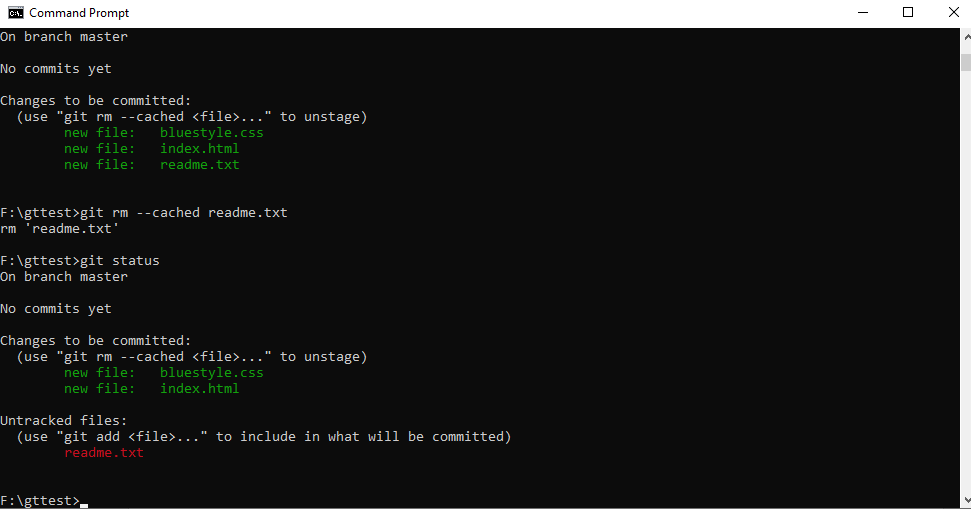 Command Prompt
On branch master
No commits yet
Changes to be committed:
  (use "git rm --cached <file>..." to unstage)
        new file:   bluestyle.css
        new file:   index.html
        new file:   readme.txt
F:\gttest>git rm --cached readme.txt
rm 'readme.txt'
F:\gttest>git status
On branch master
No commits yet
Changes to be committed:
  (use "git rm --cached <file>..." to unstage)
        new file:   bluestyle.css
        new file:   index.html
Untracked files:
  (use "git add <file>..." to include in what will be committed)
        readme.txt
F:\gttest>